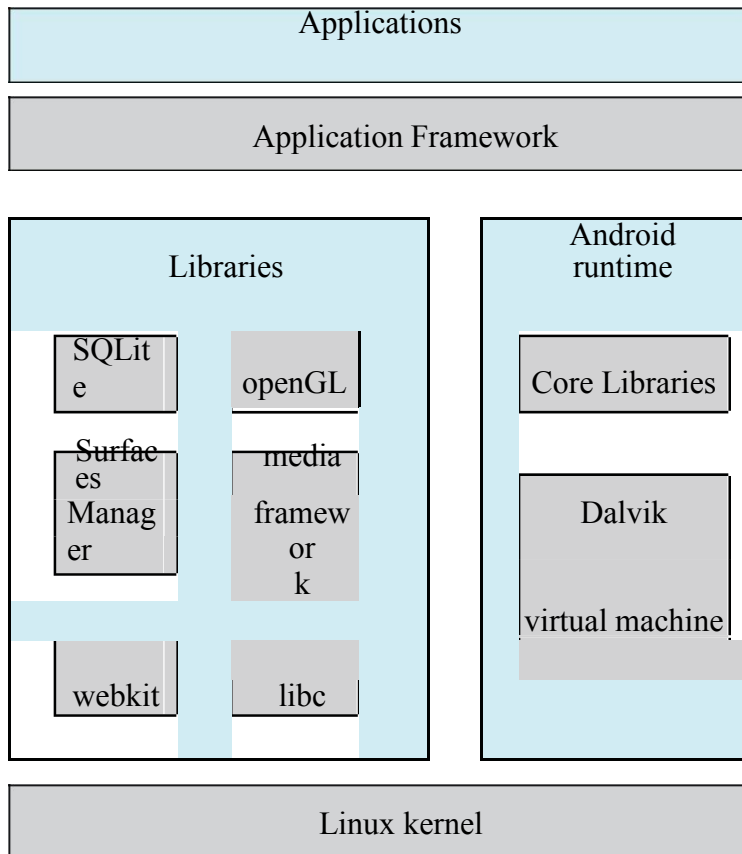 Applications
Application Framework
Libraries
SQLit
e
openGL
Surfac
es
Manag
er
media
framew
or
k
webkit
libc
Android
runtime
Core Libraries
Dalvik
virtual machine
Linux kernel